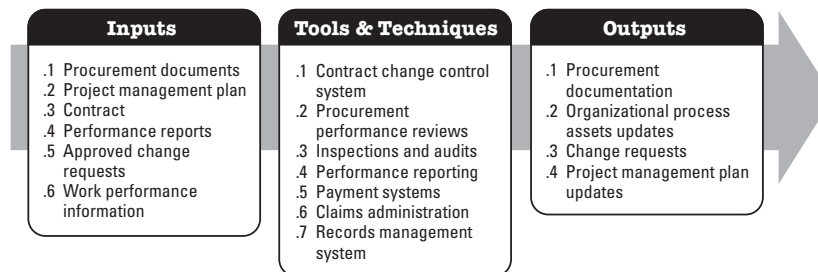 Inputs
.1 Procurement documents
.2 Project management plan
.3 Contract
.4 Performance reports
.5 Approved change
requests
.6 Work performance
information
Tools & Techniques
.1 Contract change control
system
.2 Procurement
performance reviews
.3 Inspections and audits
.4 Performance reporting
.5 Payment systems
.6 Claims administration
.7 Records management
system
Outputs
.1 Procurement
documentation
.2 Organizational process
assets updates
.3 Change requests
.4 Project management plan
updates